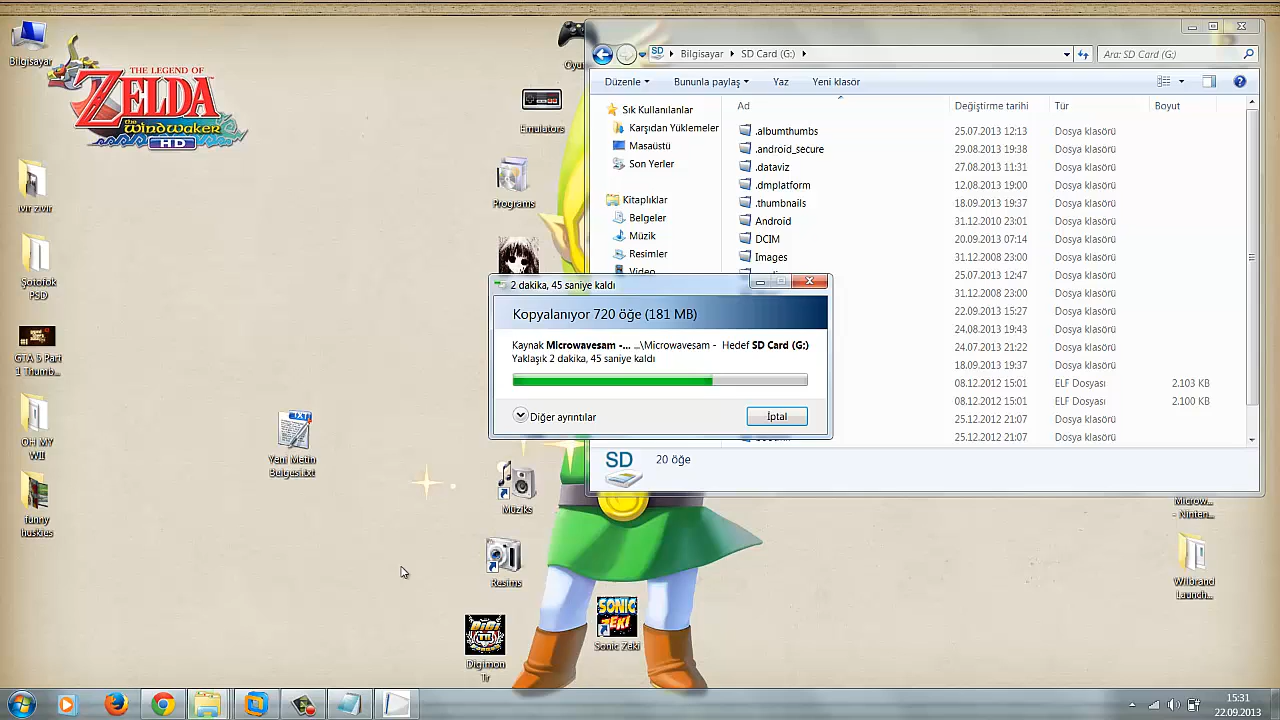 Bilgisayar
THE LEGEND OF
ZELDA
the WINDWAKER
HD
ıvır zıvır
Şotofok
PSD
GTA 5 Part
1 Thumb...
OH MY
WII
funny
huskies
Yeni Metin
Belgesi.txt
TXT
Oyu
Emulators
Programs
Müziks
Resims
Digimon
Tr
SONIC
ZEKİ
Sonic Zeki
Bilgisayar
SD Card (G:)
Ara: SD Card (G:)
Düzenle
Bununla paylaş
Yaz
Yeni klasör
Sık Kullanılanlar
Karşıdan Yüklemeler
Masaüstü
Son Yerler
Kitaplıklar
Belgeler
Müzik
Resimler
Video
Ad
Değiştirme tarihi
Tür
Boyut
.albumthumbs 25.07.2013 12:13 Dosya klasörü
.android_secure 29.08.2013 19:38 Dosya klasörü
.dataviz 27.08.2013 11:31 Dosya klasörü
.dmplatform 12.08.2013 19:00 Dosya klasörü
.thumbnails 18.09.2013 19:37 Dosya klasörü
Android 31.12.2010 23:01 Dosya klasörü
DCIM 20.09.2013 07:14 Dosya klasörü
Images 31.12.2008 23:00 Dosya klasörü
25.07.2013 12:47 Dosya klasörü
31.12.2008 23:00 Dosya klasörü
22.09.2013 15:27 Dosya klasörü
24.08.2013 19:43 Dosya klasörü
24.07.2013 21:22 Dosya klasörü
18.09.2013 19:37 Dosya klasörü
08.12.2012 15:01 ELF Dosyası 2.103 KB
08.12.2012 15:01 ELF Dosyası 2.100 KB
25.12.2012 21:07 Dosya klasörü
25.12.2012 21:07 Dosya klasörü
SD
20 öğe
2 dakika, 45 saniye kaldı
Kopyalanıyor 720 öğe (181 MB)
Kaynak Microwavesam -... ...\Microwavesam - Hedef SD Card (G:)
Yaklaşık 2 dakika, 45 saniye kaldı
Diğer ayrıntılar
İptal
Microw...
- Ninten...
Wilbrand
Launch...
15:31
22.09.2013